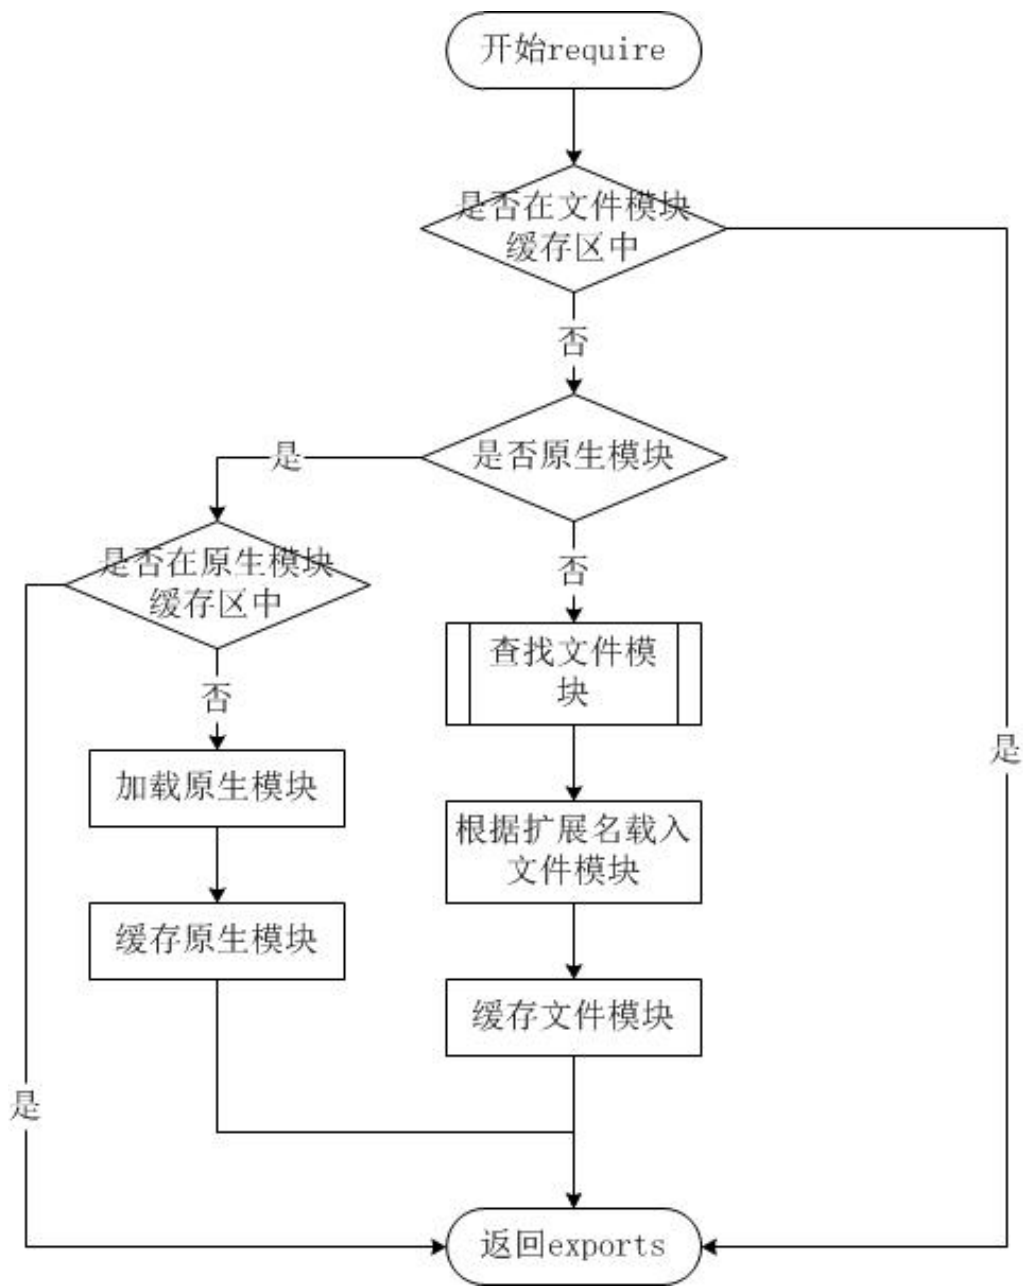 开始require
是否在文件模块
缓存区中
否
是否原生模块
是
是否在原生模块
缓存区中
否
查找文件模
块
否
加载原生模块
是
根据扩展名载入
文件模块
缓存原生模块
缓存文件模块
是
返回exports